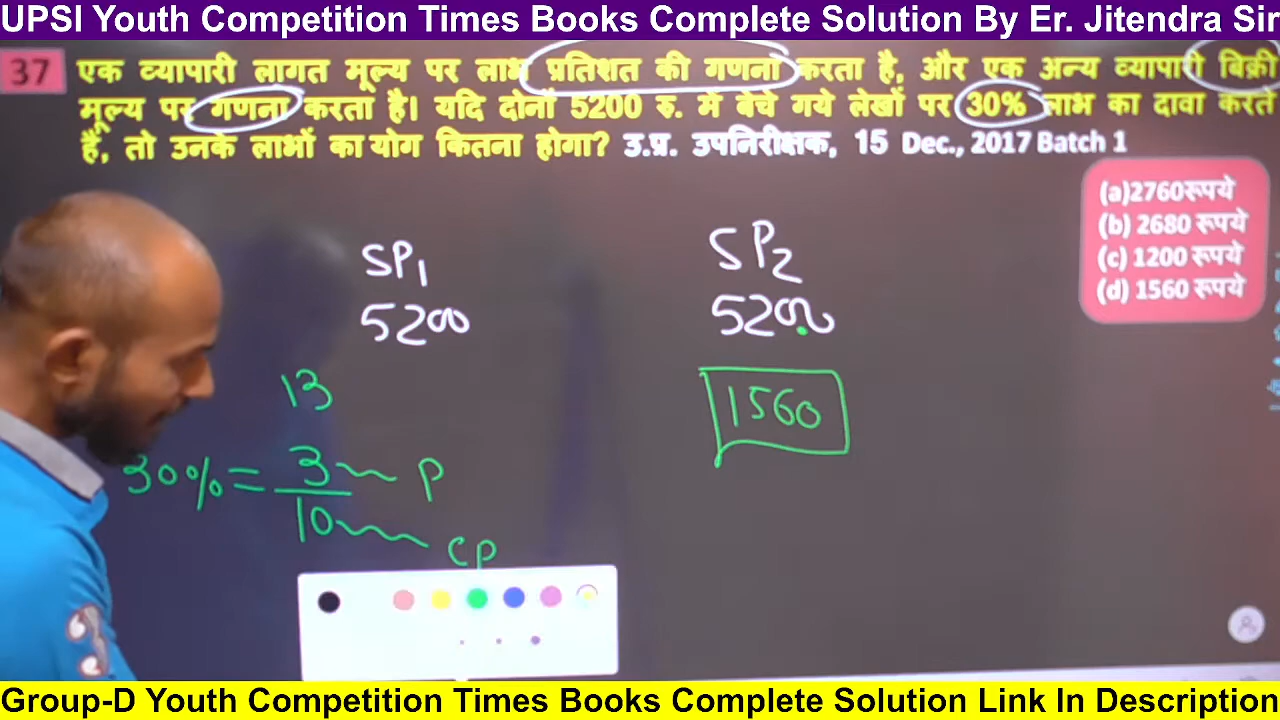 UPSI Youth Competition Times Books Complete Solution By Er. Jitendra Sir
37 एक व्यापारी लागत मूल्य पर लाभ प्रतिशत की गणना करता है, और एक अन्य व्यापारी बिक्री
मूल्य पर गणना करता है। यदि दोनों 5200 रु. में बेचे गये लेखों पर 30% लाभ का दावा करते
हैं, तो उनके लाभों का योग कितना होगा? उ.प्र. उपनिरीक्षक, 15 Dec., 2017 Batch 1
(a)2760रूपये
(b) 2680 रूपये
(c) 1200 रूपये
(d) 1560 रूपये
SP1 SP2
5200 5200
13 1560
30% = 3 P
10 CP
Group-D Youth Competition Times Books Complete Solution Link In Description